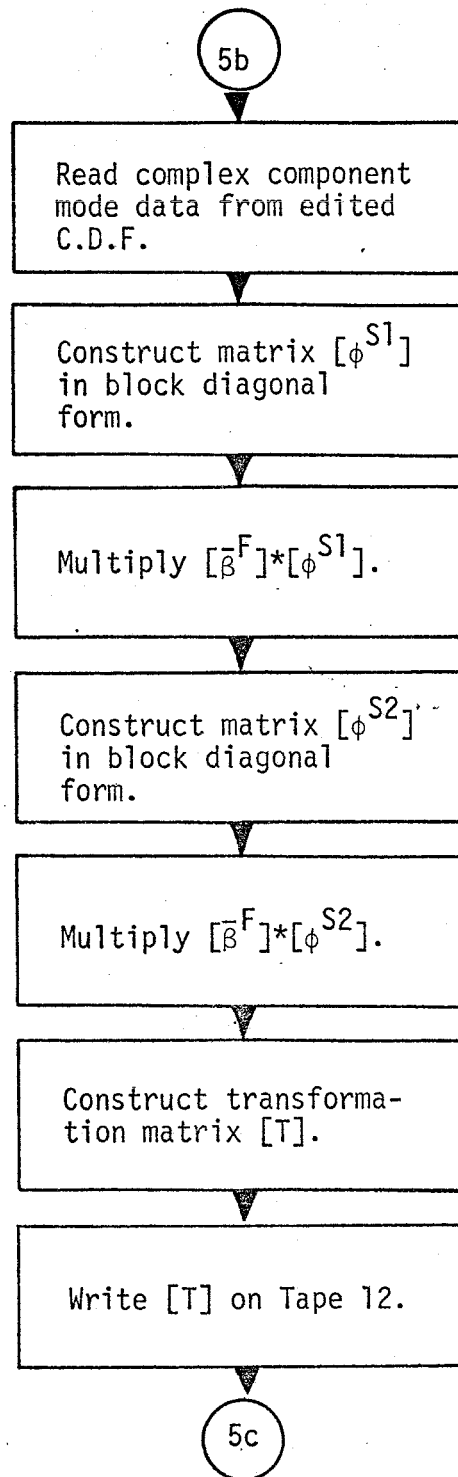 5b
Read complex component
mode data from edited
C.D.F.
Construct matrix [ϕ^S1]
in block diagonal
form.
Multiply [β̄^F]*[ϕ^S1].
Construct matrix [ϕ^S2]
in block diagonal
form.
Multiply [β̄^F]*[ϕ^S2].
Construct transforma-
tion matrix [T].
Write [T] on Tape 12.
5c